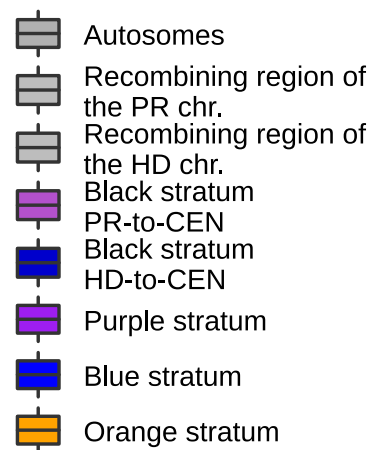 Autosomes
Recombining region of
the PR chr.
Recombining region of
the HD chr.
Black stratum
PR-to-CEN
Black stratum
HD-to-CEN
Purple stratum
Blue stratum
Orange stratum